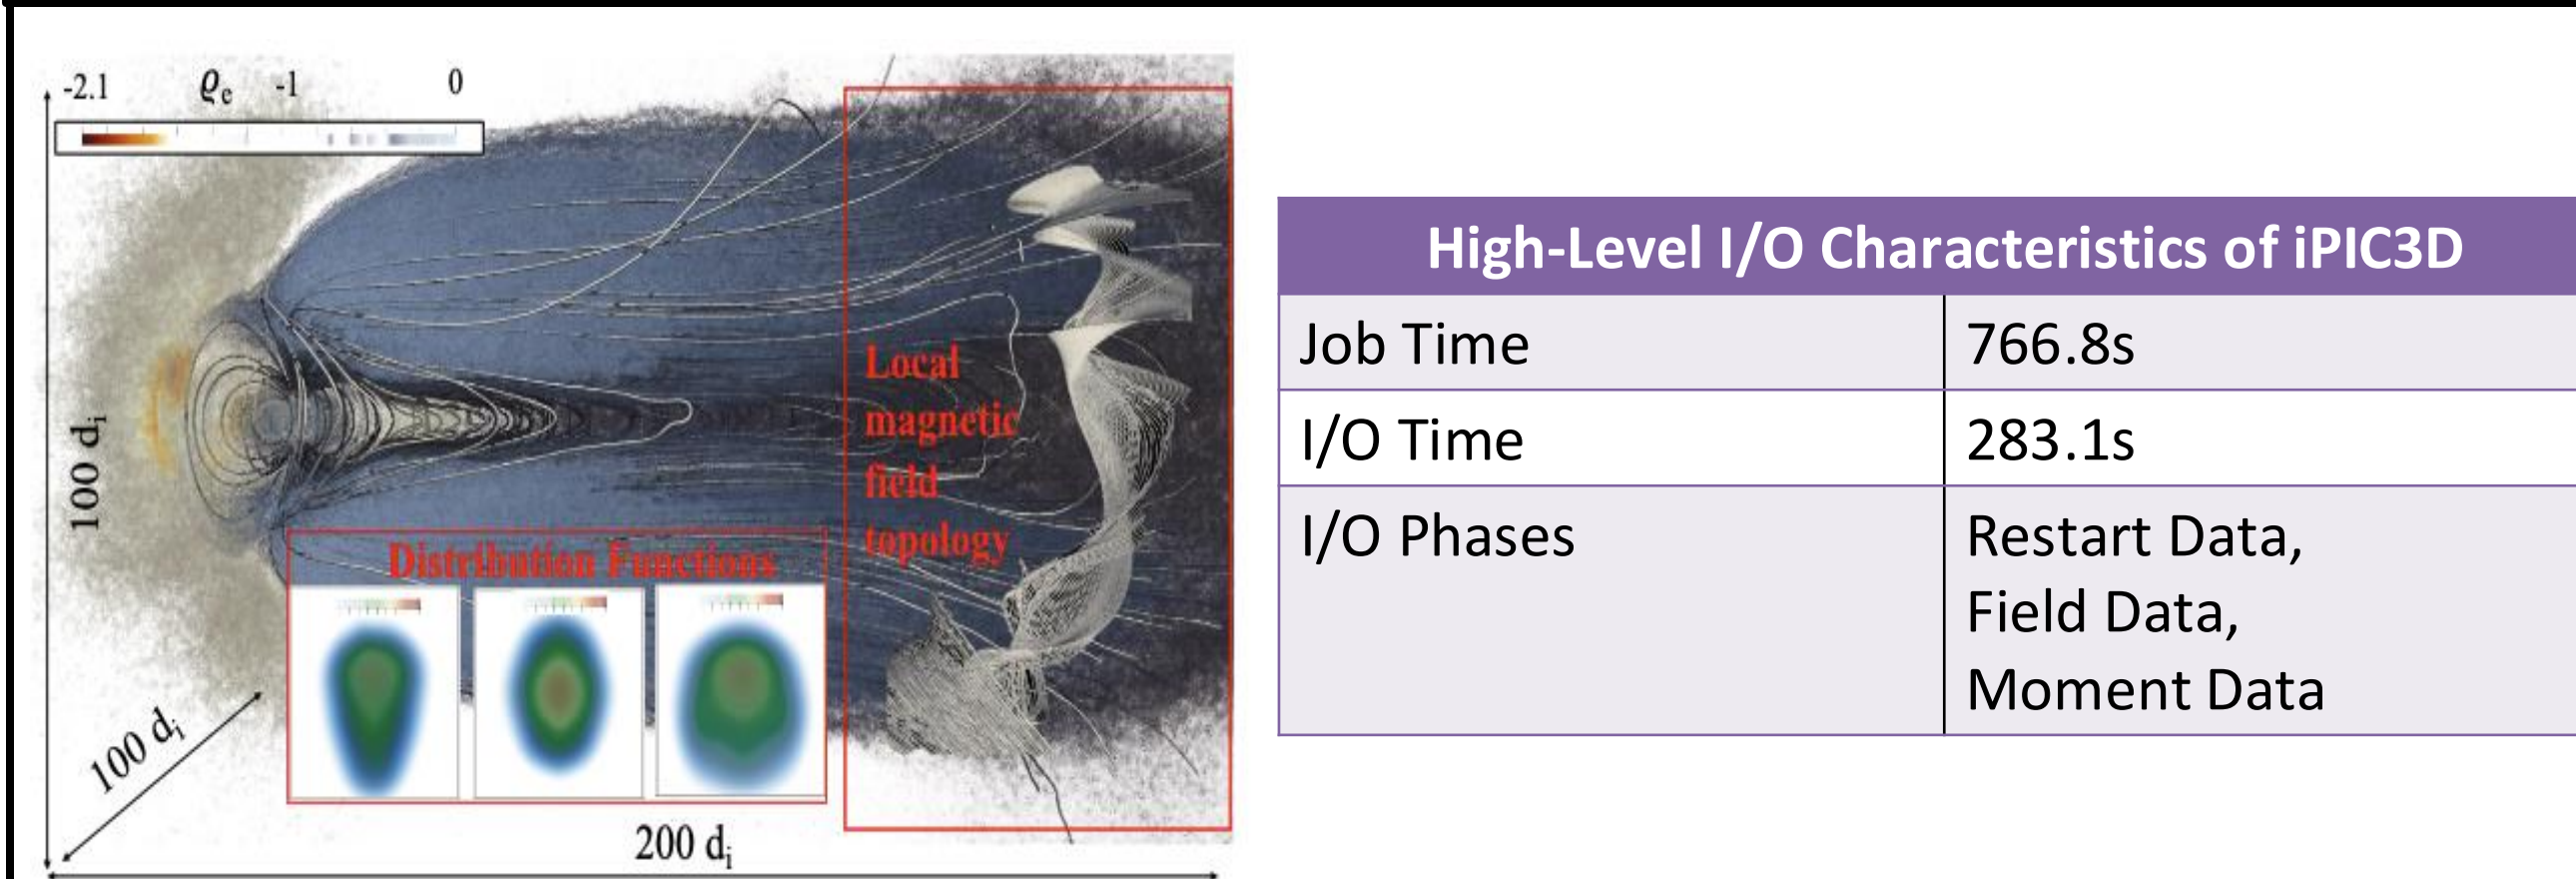 -2.1 ϱe -1 0
100 di
100 di
200 di
Local
magnetic
field
topology
Distribution Functions
High-Level I/O Characteristics of iPIC3D
Job Time 766.8s
I/O Time 283.1s
I/O Phases Restart Data,
Field Data,
Moment Data